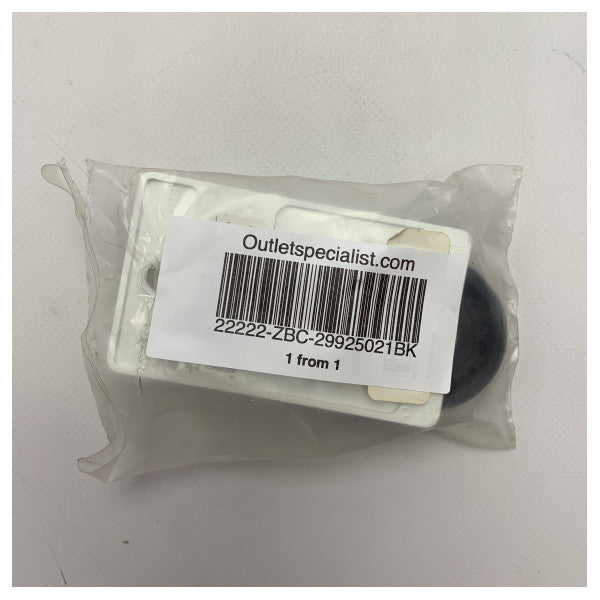 Outletspecialist.com
22222-ZBC-29925021BK
1 from 1